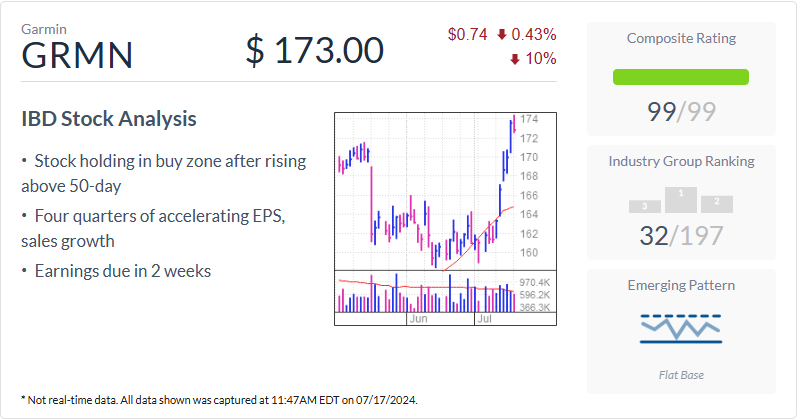 Garmin
GRMN
$ 173.00
$0.74 0.43%
10%
IBD Stock Analysis
• Stock holding in buy zone after rising
above 50-day
• Four quarters of accelerating EPS,
sales growth
• Earnings due in 2 weeks
174
172
170
168
166
164
162
160
970.4K
596.2K
366.3K
Jun
Jul
Composite Rating
99/99
Industry Group Ranking
3
1
2
32/197
Emerging Pattern
Flat Base
* Not real-time data. All data shown was captured at 11:47AM EDT on 07/17/2024.